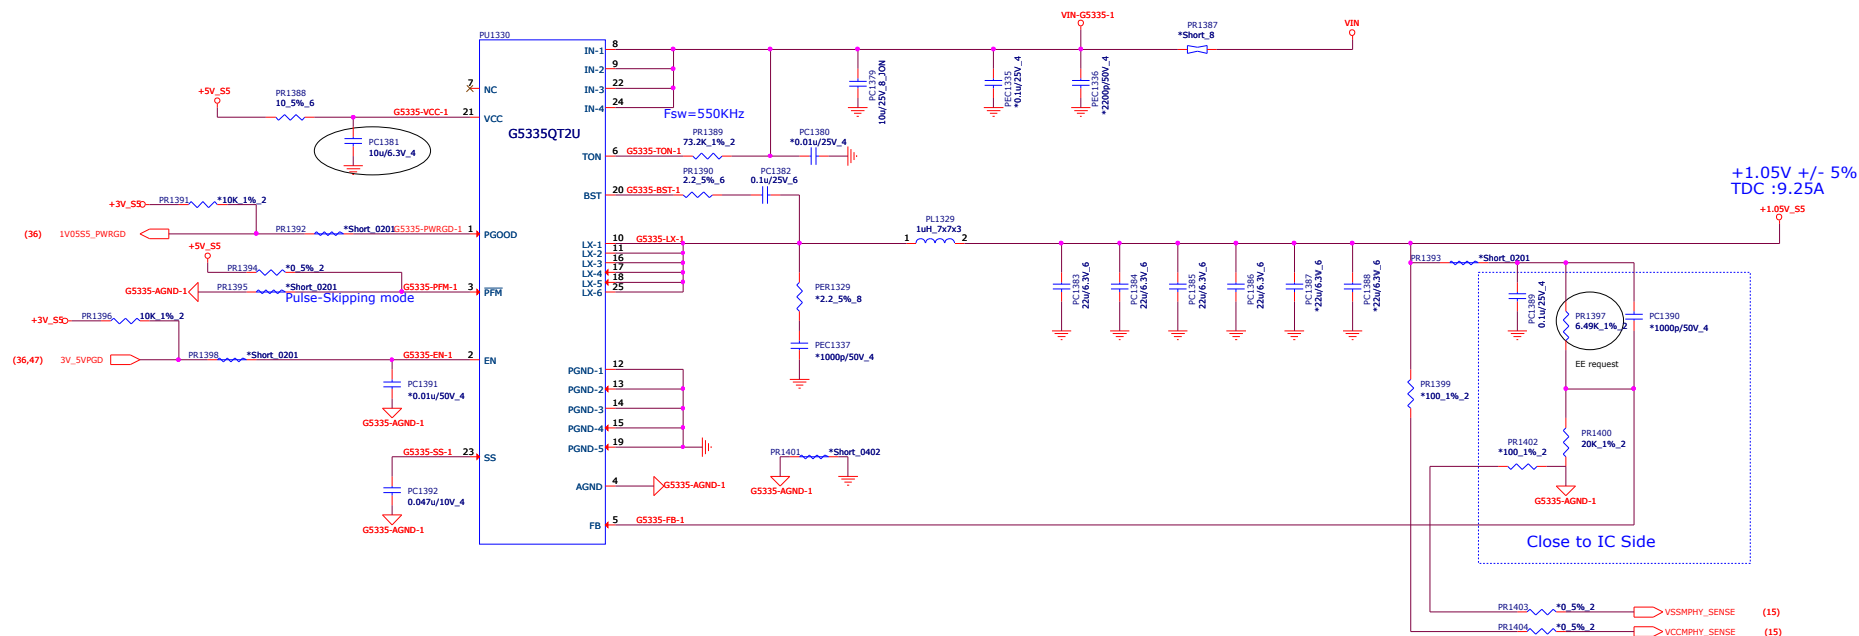 PU1330
G5335QT2U
VIN-G5335-1
PR1387
*Short_8
VIN
8
IN-1
9
IN-2
22
IN-3
24
IN-4
PC1379
10u/25V_8_JON
PEC1335
*0.1u/25V_4
PEC1336
*2200p/50V_4
7
NC
+5V_S5
PR1388
10_5%_6
G5335-VCC-1
21
VCC
PC1381
10u/6.3V_4
Fsw=550KHz
PR1389
73.2K_1%_2
PC1380
*0.01u/25V_4
6
G5335-TON-1
TON
PR1390
2.2_5%_6
PC1382
0.1u/25V_6
20
G5335-BST-1
BST
+1.05V +/- 5%
TDC :9.25A
+1.05V_S5
+3V_S5
PR1391
*10K_1%_2
(36)
1V05S5_PWRGD
PR1392
*Short_0201
G5335-PWRGD-1
1
PGOOD
+5V_S5
PR1394
*0_5%_2
G5335-AGND-1
PR1395
*Short_0201
Pulse-Skipping mode
G5335-PFM-1
3
PFM
+3V_S5
PR1396
10K_1%_2
(36,47)
3V_5VPGD
PR1398
*Short_0201
G5335-EN-1
2
EN
PC1391
*0.01u/50V_4
G5335-AGND-1
G5335-SS-1
23
SS
PC1392
0.047u/10V_4
G5335-AGND-1
10
G5335-LX-1
LX-1
11
LX-2
16
LX-3
17
LX-4
18
LX-5
25
LX-6
PL1329
1uH_7x7x3
1
2
PER1329
*2.2_5%_8
PEC1337
*1000p/50V_4
PC1383
22u/6.3V_6
PC1384
22u/6.3V_6
PC1385
22u/6.3V_6
PC1386
22u/6.3V_6
PC1387
*22u/6.3V_6
PC1388
*22u/6.3V_6
PR1393
*Short_0201
PC1389
0.1u/25V_4
PR1397
6.49K_1%_2
EE request
PC1390
*1000p/50V_4
PR1399
*100_1%_2
PR1400
20K_1%_2
PR1402
*100_1%_2
G5335-AGND-1
Close to IC Side
12
PGND-1
13
PGND-2
14
PGND-3
15
PGND-4
19
PGND-5
PR1401
*Short_0402
G5335-AGND-1
4
AGND
G5335-AGND-1
5
FB
G5335-FB-1
PR1403
*0_5%_2
VSSMPHY_SENSE
(15)
PR1404
*0_5%_2
VCCMPHY_SENSE
(15)